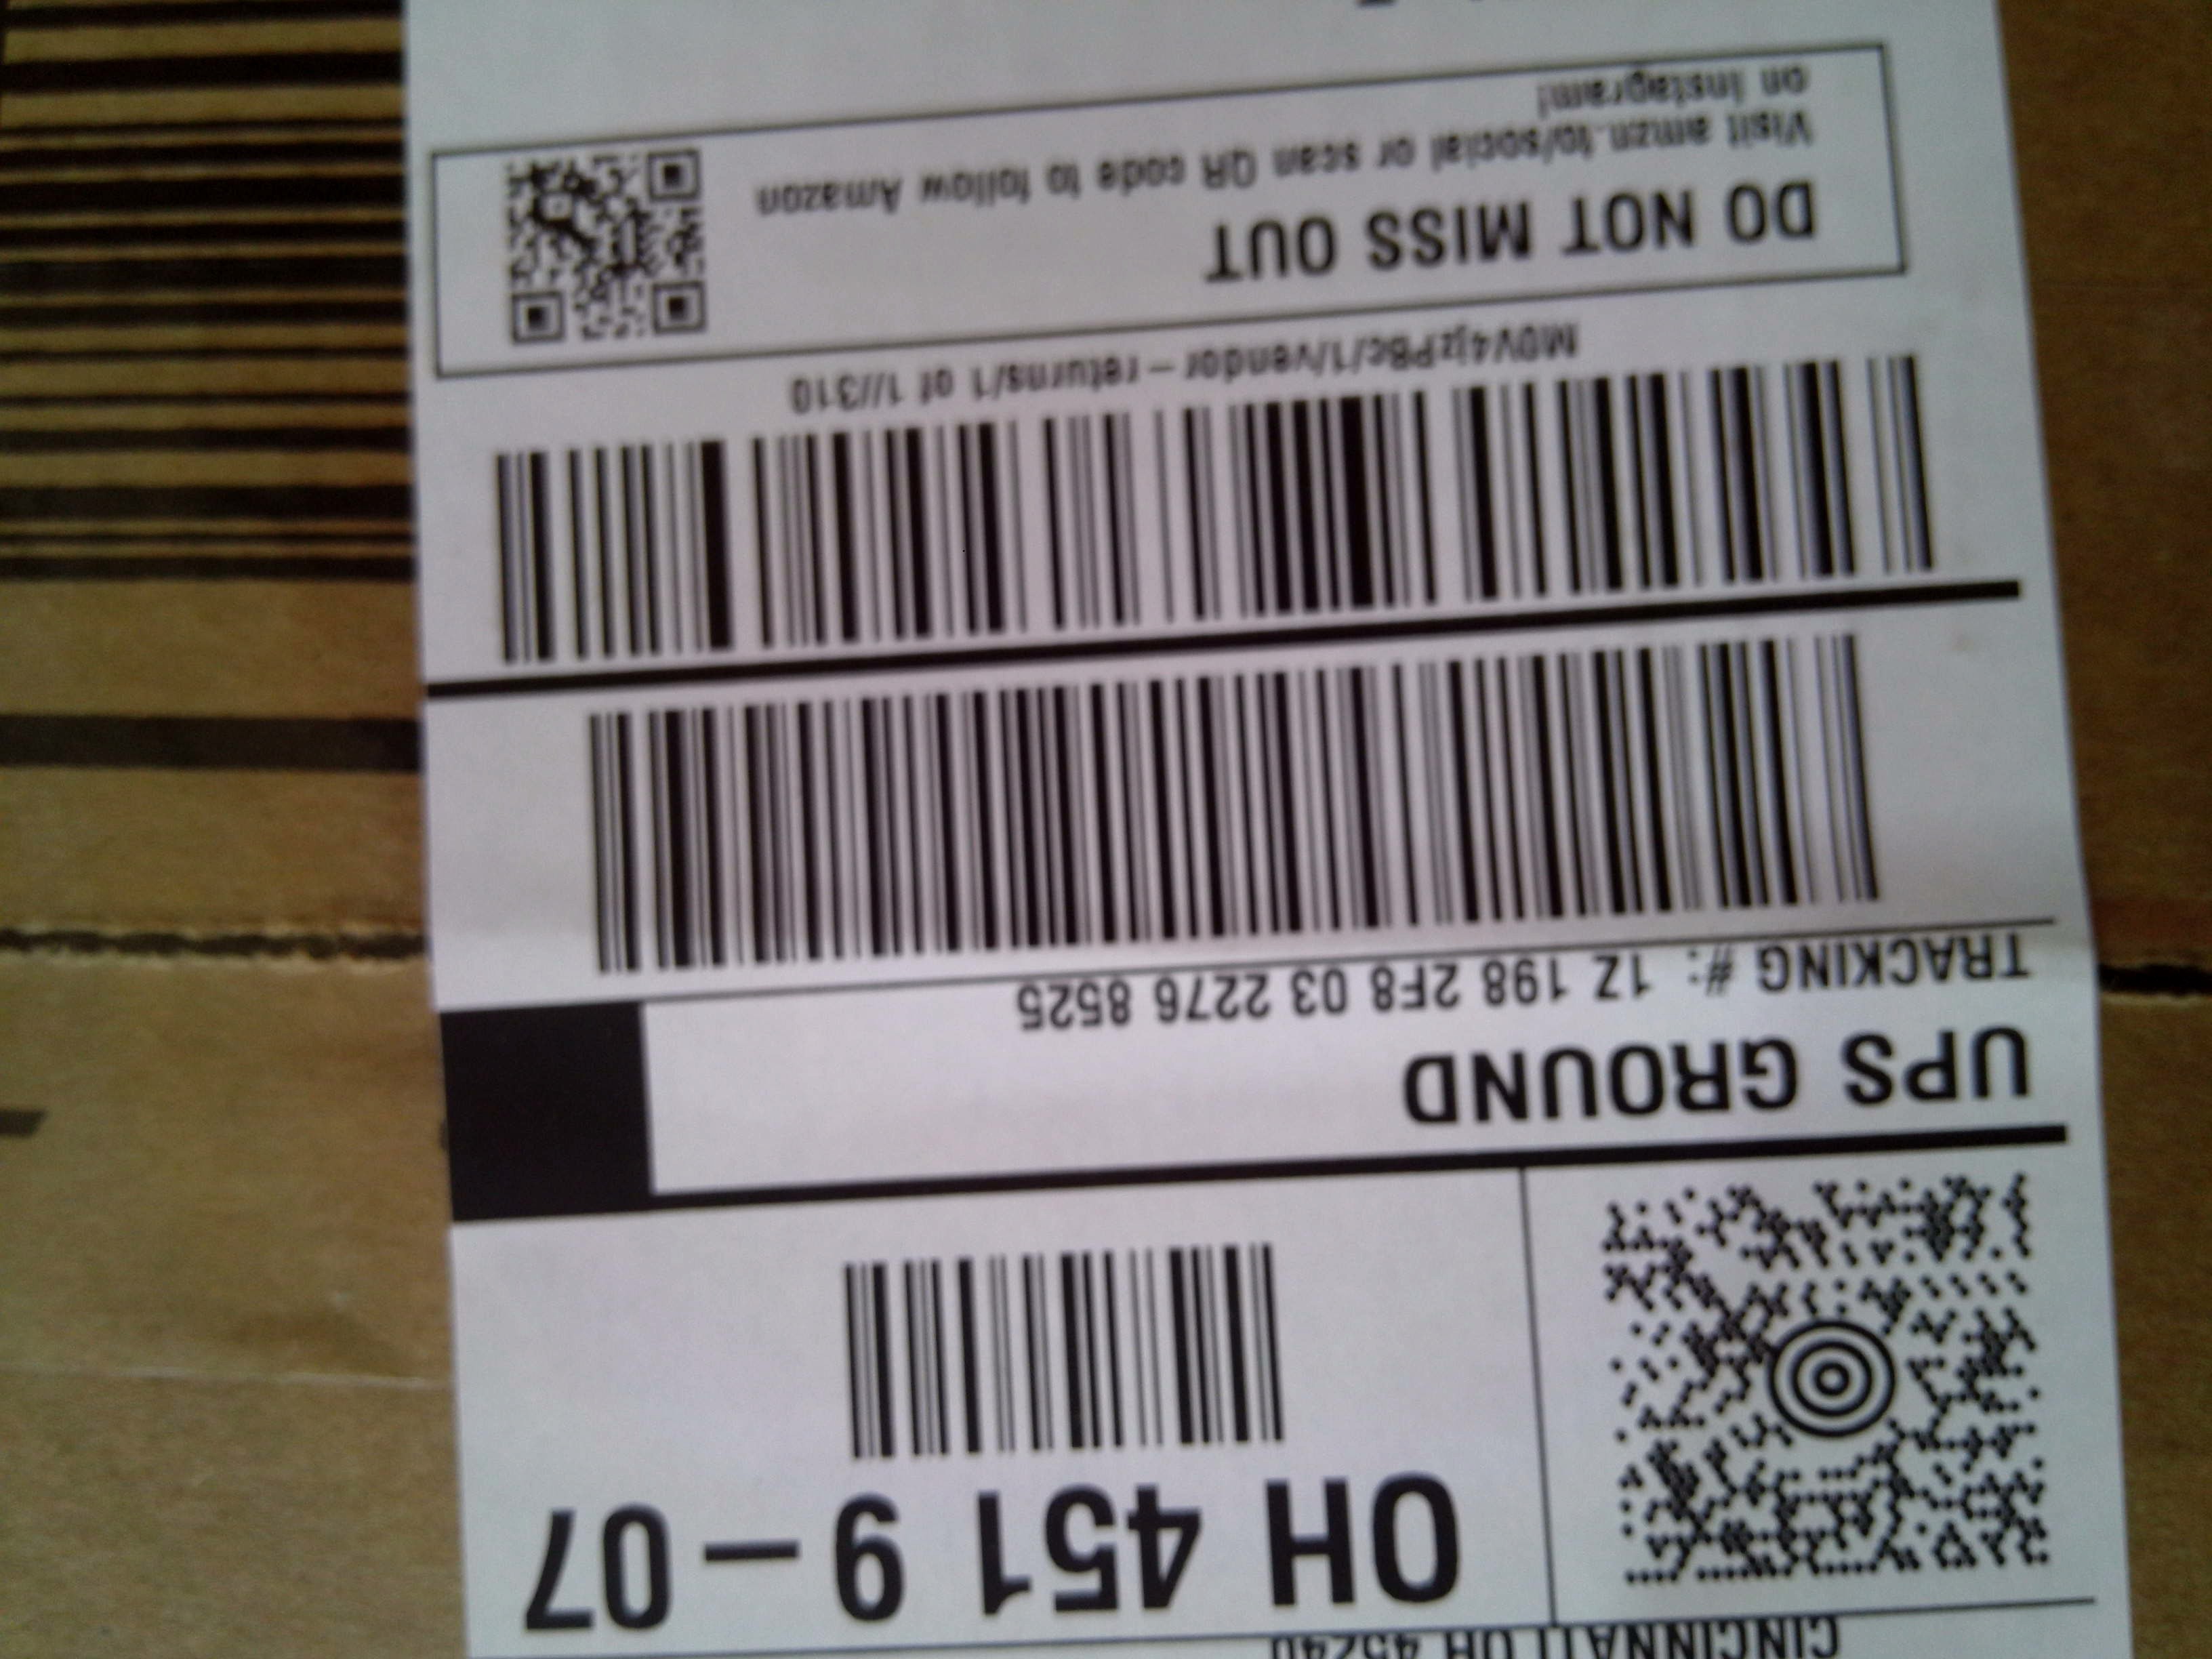 CINCINNATI OH 45240
OH 451 9-07
UPS GROUND
TRACKING #: 1Z 198 2F8 03 2276 8525
M0V4jzPBc/1/vendor-returns/1 of 1//310
DO NOT MISS OUT
Visit amzn.to/social or scan QR code to follow Amazon
on Instagram!